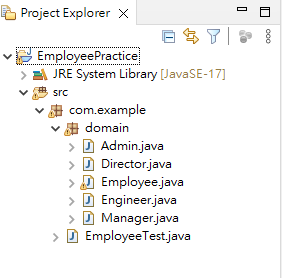 Project Explorer
EmployeePractice
JRE System Library [JavaSE-17]
src
com.example
domain
Admin.java
Director.java
Employee.java
Engineer.java
Manager.java
EmployeeTest.java